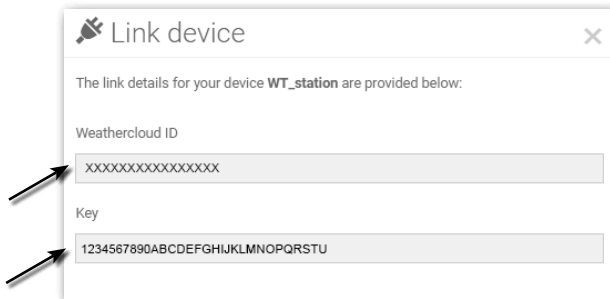 Link device
The link details for your device WT_station are provided below:
Weathercloud ID
XXXXXXXXXXXXXXXX
Key
1234567890ABCDEFGHIJKLMNOPQRSTU